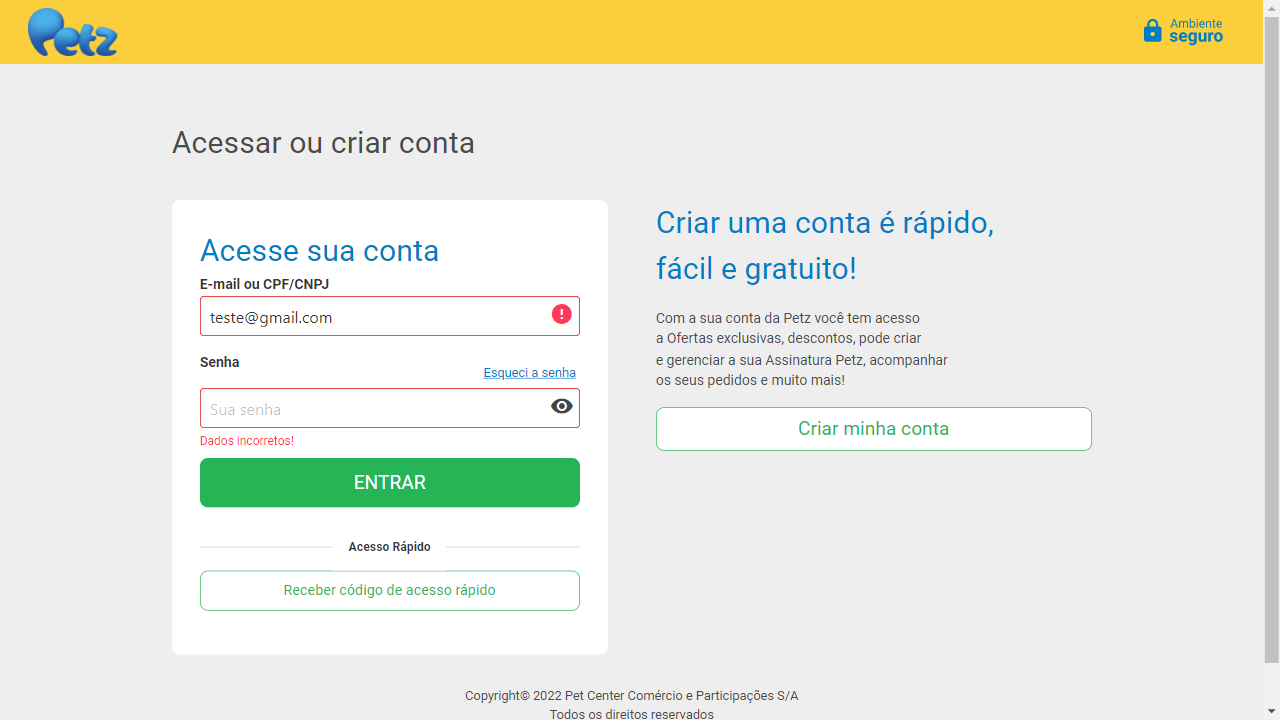 Petz
Ambiente
seguro
Acessar ou criar conta
Acesse sua conta
E-mail ou CPF/CNPJ
teste@gmail.com
Senha
Esqueci a senha
Sua senha
Dados incorretos!
ENTRAR
Acesso Rápido
Receber código de acesso rápido
Criar uma conta é rápido,
fácil e gratuito!
Com a sua conta da Petz você tem acesso
a Ofertas exclusivas, descontos, pode criar
e gerenciar a sua Assinatura Petz, acompanhar
os seus pedidos e muito mais!
Criar minha conta
Copyright© 2022 Pet Center Comércio e Participações S/A
Todos os direitos reservados